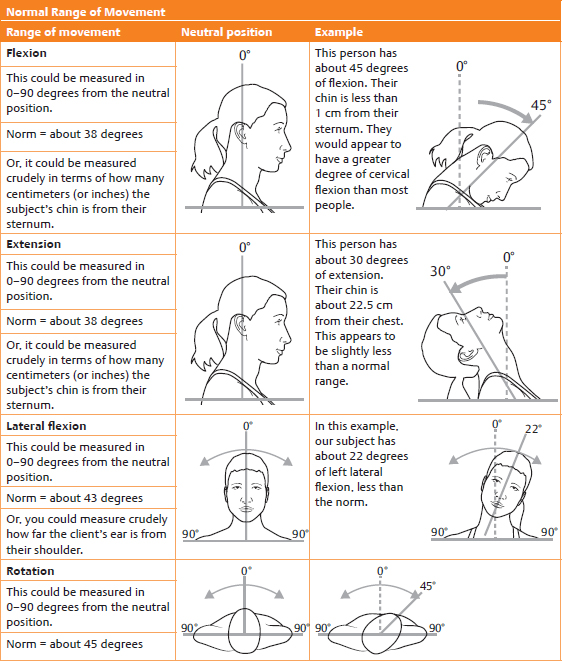 Normal Range of Movement
Range of movement
Neutral position
Example
Flexion
This could be measured in
0–90 degrees from the neutral
position.
Norm = about 38 degrees
Or, it could be measured
crudely in terms of how many
centimeters (or inches) the
subject's chin is from their
sternum.
0°
This person has
about 45 degrees
of flexion. Their
chin is less than
1 cm from their
sternum. They
would appear to
have a greater
degree of cervical
flexion than most
people.
0°
45°
Extension
This could be measured in
0–90 degrees from the neutral
position.
Norm = about 38 degrees
Or, it could be measured
crudely in terms of how many
centimeters (or inches) the
subject's chin is from their
sternum.
0°
This person has
about 30 degrees
of extension.
Their chin is
about 22.5 cm
from their chest.
This appears to
be slightly less
than a normal
range.
30°
0°
Lateral flexion
This could be measured in
0–90 degrees from the neutral
position.
Norm = about 43 degrees
Or, you could measure crudely
how far the client's ear is from
their shoulder.
0°
90°
90°
In this example,
our subject has
about 22 degrees
of left lateral
flexion, less than
the norm.
0°
22°
90°
90°
Rotation
This could be measured in
0–90 degrees from the neutral
position.
Norm = about 45 degrees
0°
90°
90°
0°
45°
90°
90°